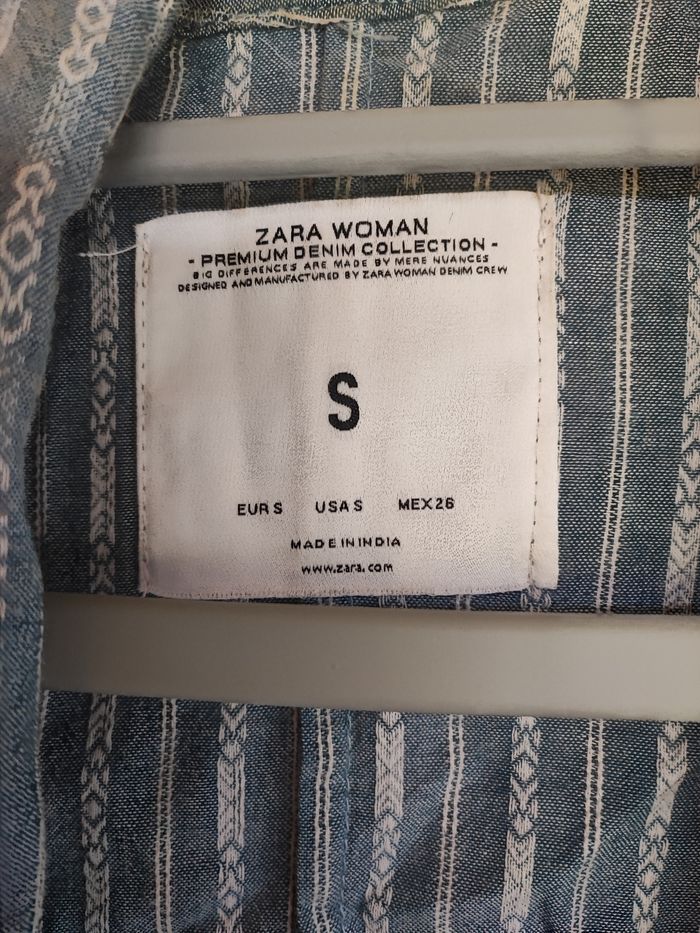 ZARA WOMAN
- PREMIUM DENIM COLLECTION -
BIG DIFFERENCES ARE MADE BY MERE NUANCES
DESIGNED AND MANUFACTURED BY ZARA WOMAN DENIM CREW
S
EUR S USA S MEX 26
MADE IN INDIA
www.zara.com